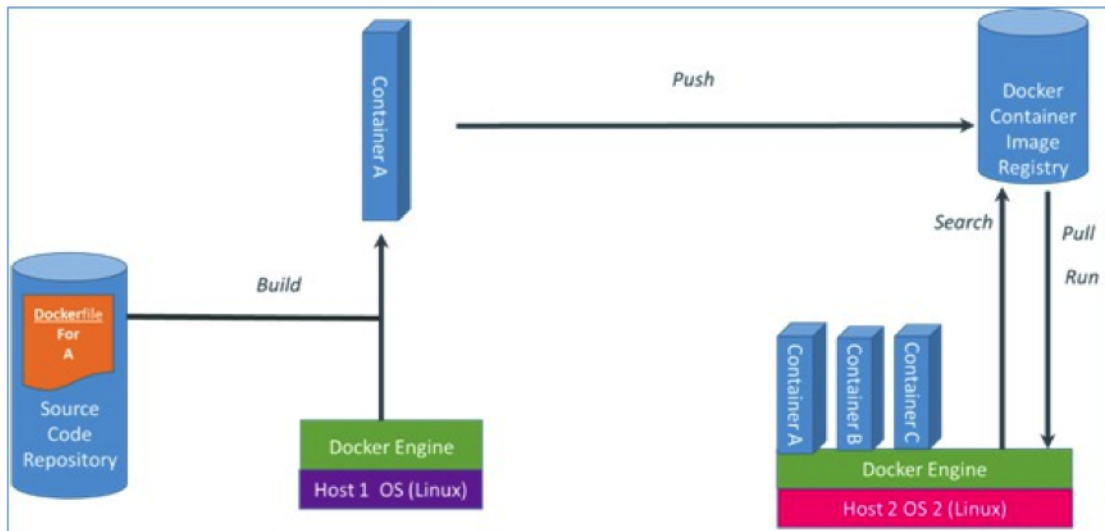 Container A
Push
Docker
Container
Image
Registry
Search
Pull
Run
Build
Dockerfile
For
A
Source
Code
Repository
Docker Engine
Host 1 OS (Linux)
Container A
Container B
Container C
Docker Engine
Host 2 OS 2 (Linux)